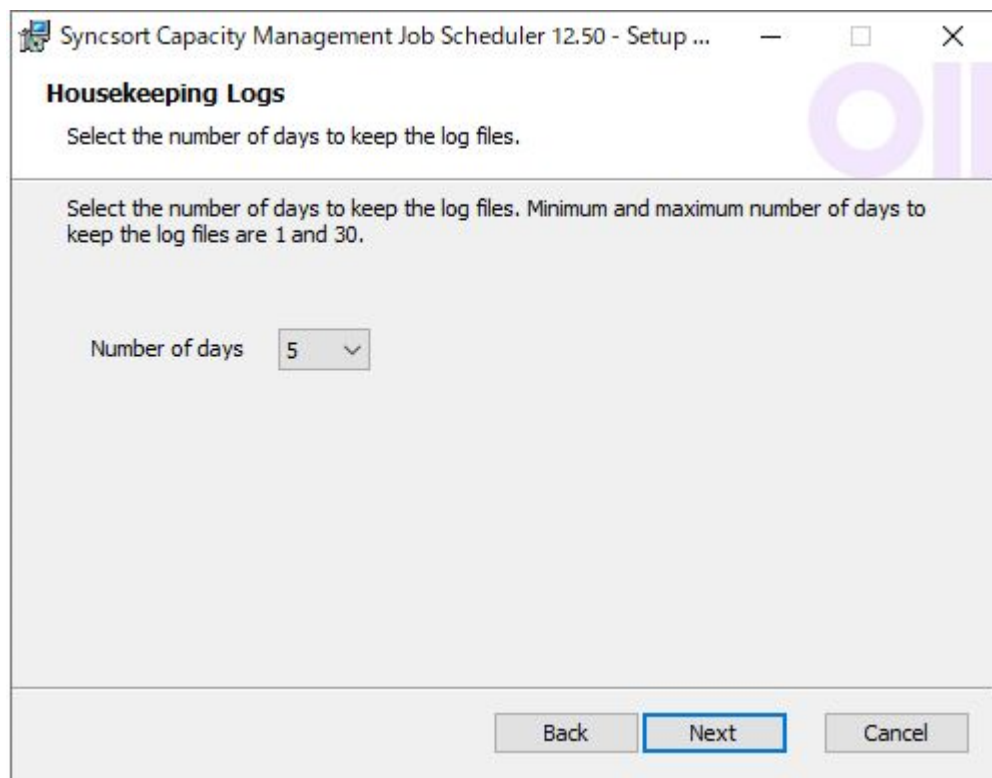 Syncsort Capacity Management Job Scheduler 12.50 - Setup ...
Housekeeping Logs
Select the number of days to keep the log files.
Select the number of days to keep the log files. Minimum and maximum number of days to
keep the log files are 1 and 30.
Number of days 5
Back Next Cancel